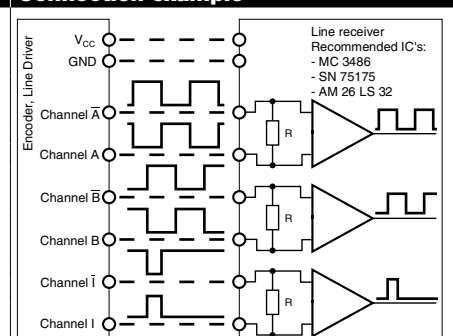 Connection example
Encoder, Line Driver
V_CC
GND
Channel A̅
Channel A
Channel B̅
Channel B
Channel I̅
Channel I
Line receiver
Recommended IC's:
- MC 3486
- SN 75175
- AM 26 LS 32
R
R
R